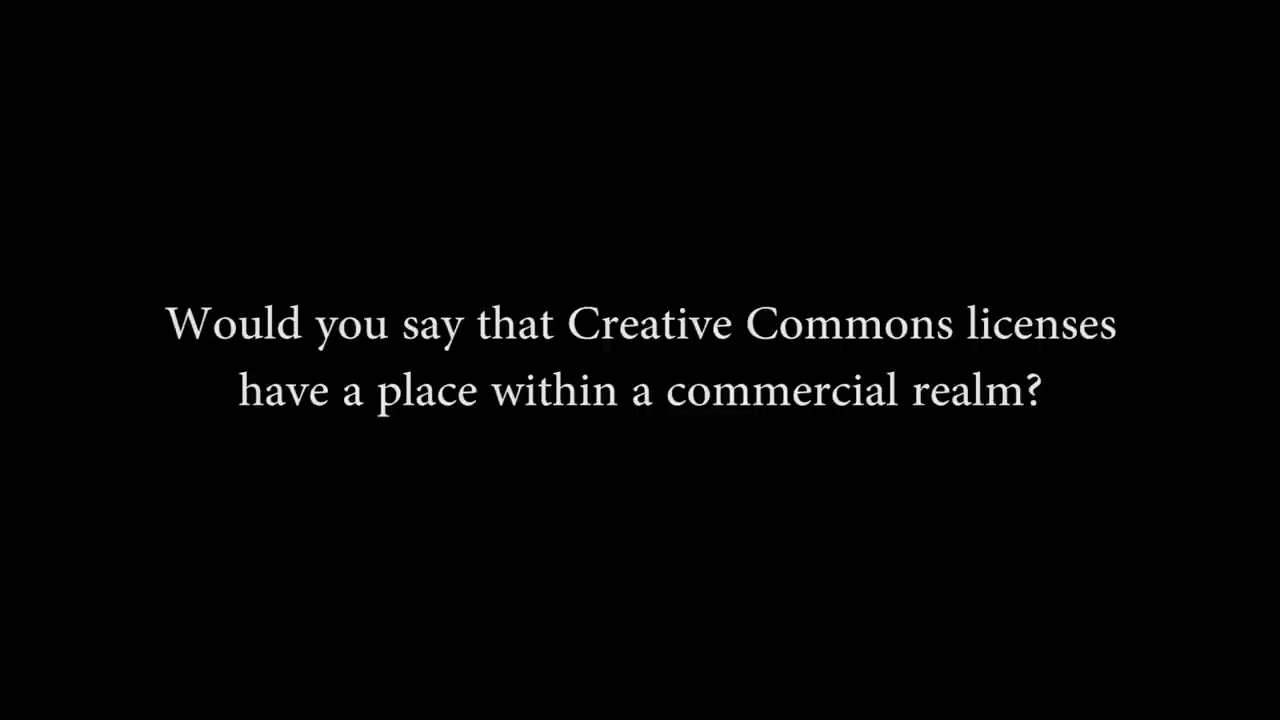 Would you say that Creative Commons licenses
have a place within a commercial realm?